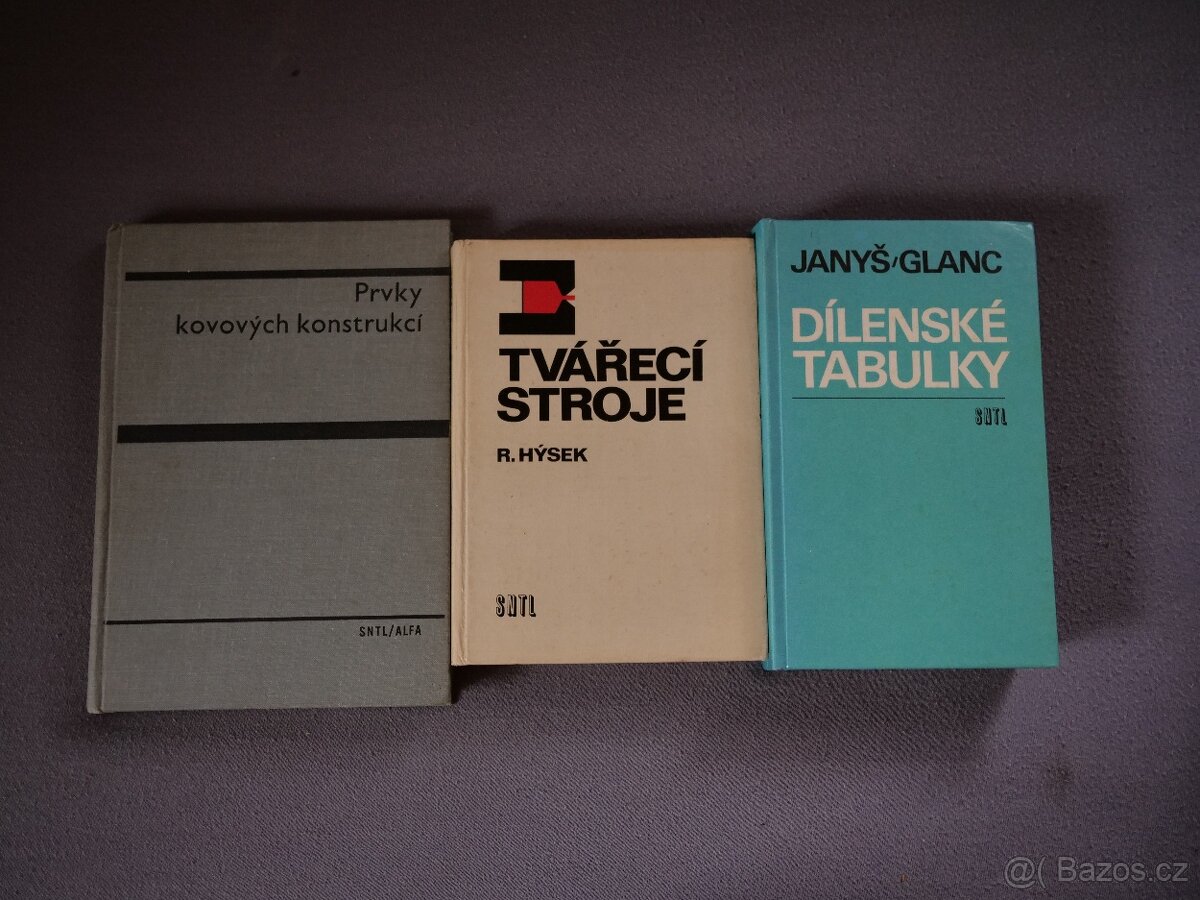 Prvky
kovových konstrukcí
SNTL/ALFA
TVÁŘECÍ
STROJE
R. HÝSEK
SNTL
JANYŠ/GLANC
DÍLENSKÉ
TABULKY
SNTL
@( Bazos.cz